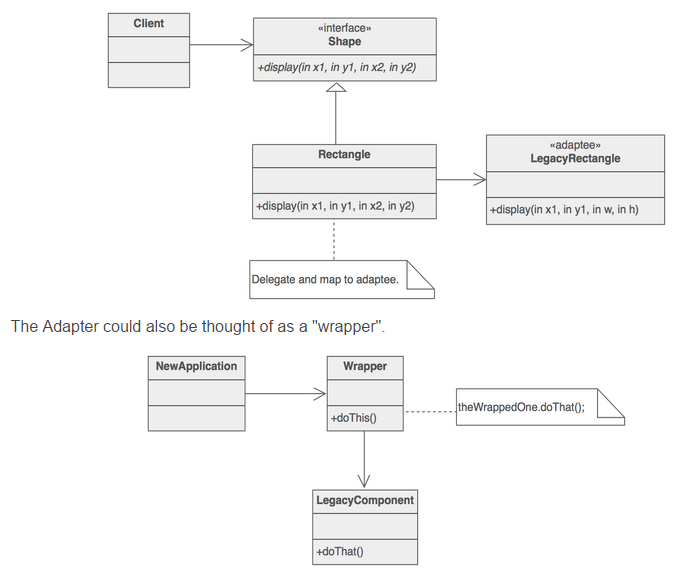 Client
«interface»
Shape
+display(in x1, in y1, in x2, in y2)
Rectangle
+display(in x1, in y1, in x2, in y2)
«adaptee»
LegacyRectangle
+display(in x1, in y1, in w, in h)
Delegate and map to adaptee.
The Adapter could also be thought of as a "wrapper".
NewApplication
Wrapper
+doThis()
theWrappedOne.doThat();
LegacyComponent
+doThat()